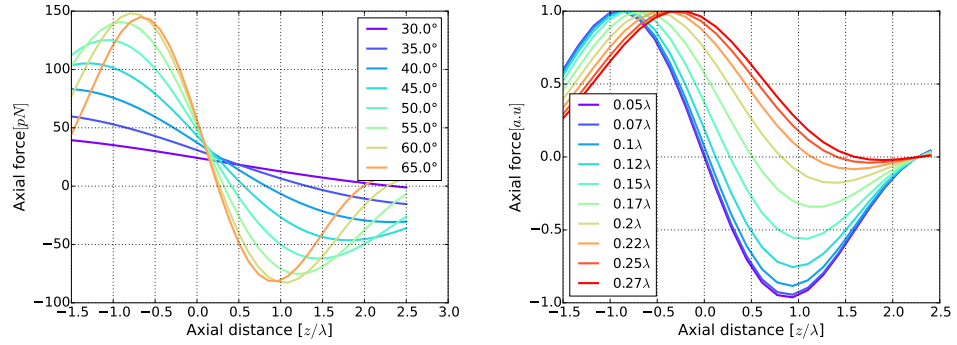 150
100
50
0
−50
−100
Axial force[pN]
−1.5 −1.0 −0.5 0.0 0.5 1.0 1.5 2.0 2.5 3.0
Axial distance [z/λ]
30.0°
35.0°
40.0°
45.0°
50.0°
55.0°
60.0°
65.0°
1.0
0.5
0.0
−0.5
−1.0
Axial force[a.u]
−1.5 −1.0 −0.5 0.0 0.5 1.0 1.5 2.0 2.5
Axial distance [z/λ]
0.05λ
0.07λ
0.1λ
0.12λ
0.15λ
0.17λ
0.2λ
0.22λ
0.25λ
0.27λ